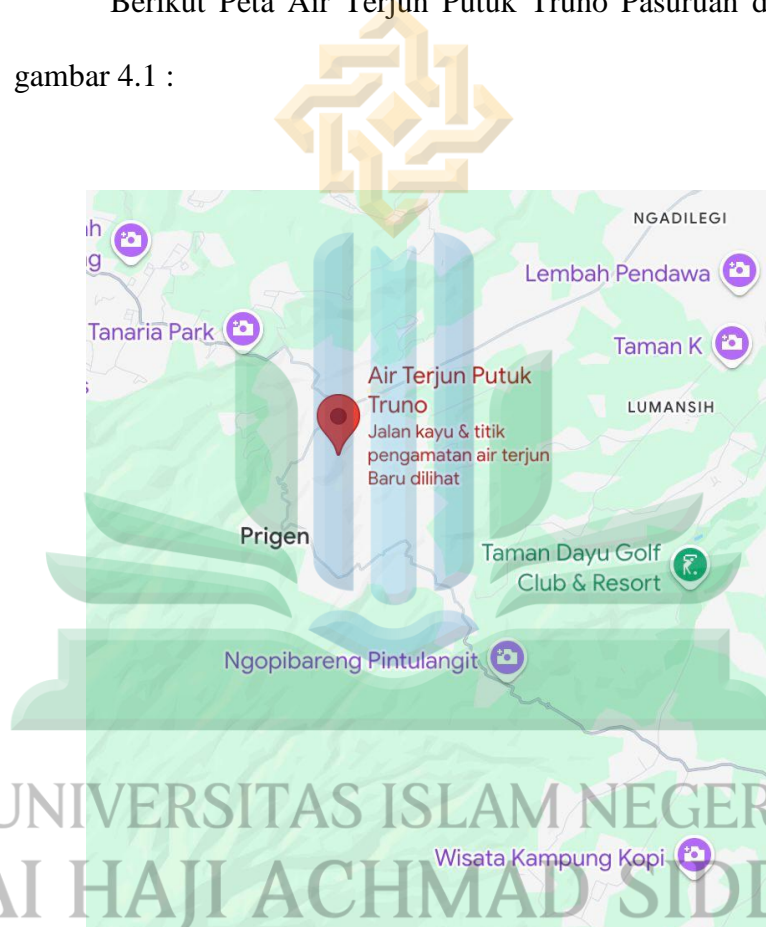 Berikut Peta Air Terjun Putuk Truno Pasuruan d
gambar 4.1 :
NGADILEGI
Lembah Pendawa
Tanaria Park
Taman K
Air Terjun Putuk
Truno
Jalan kayu & titik
pengamatan air terjun
Baru dilihat
LUMANSIH
Prigen
Taman Dayu Golf
Club & Resort
Ngopibareng Pintulangit
UNIVERSITAS ISLAM NEGER
Wisata Kampung Kopi
AI HAJI ACHMAD SIDD